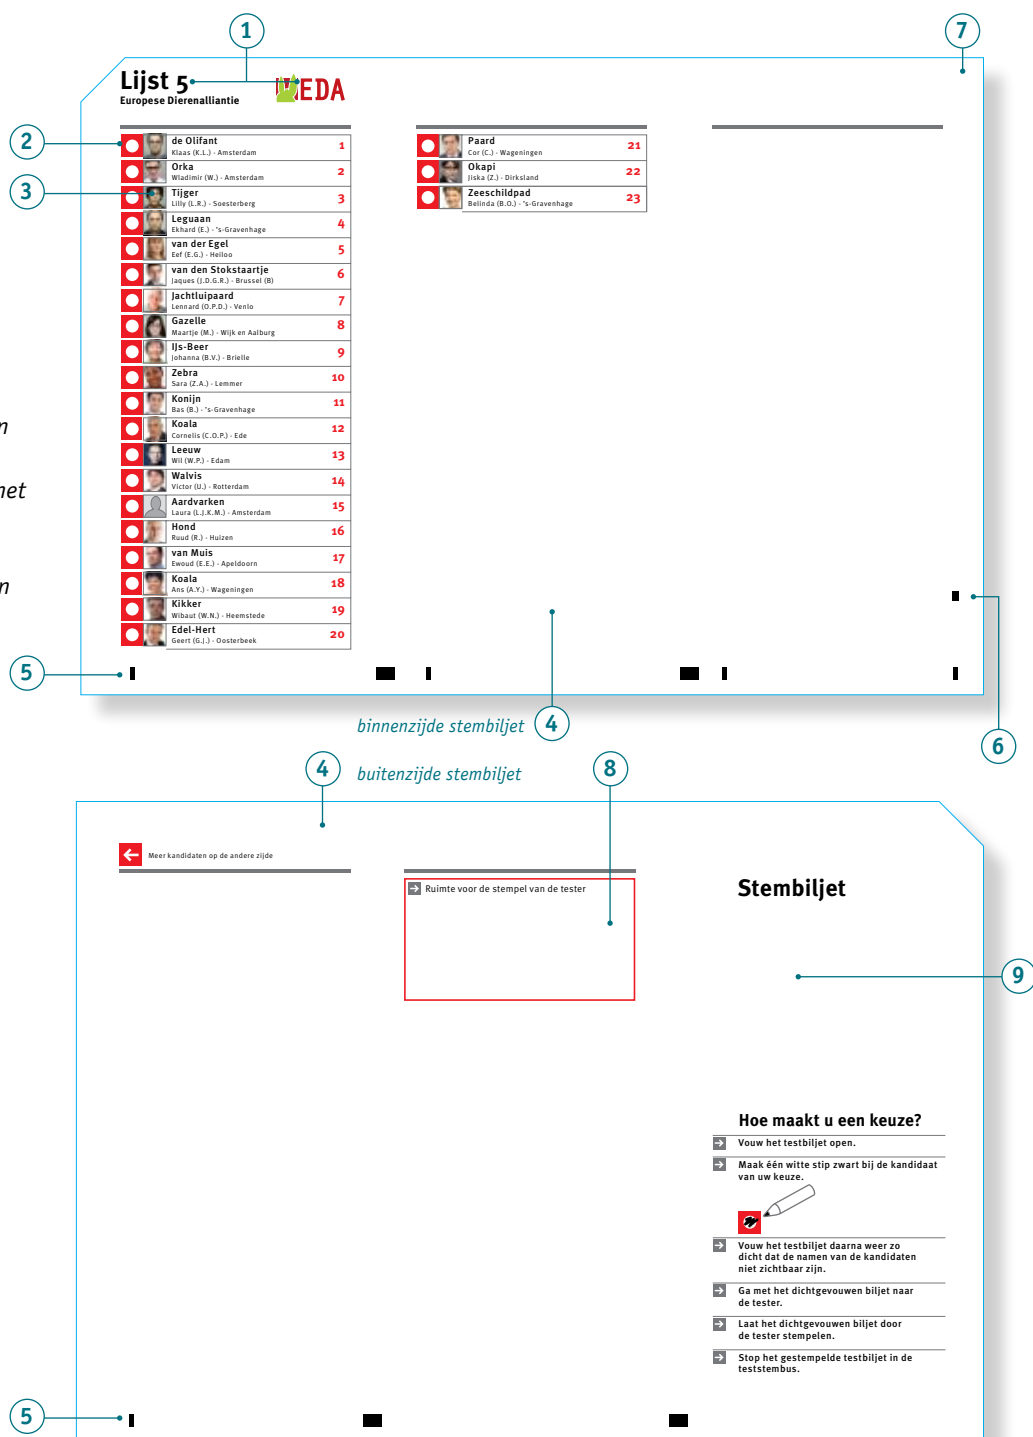 1
7
Lijst 5
Europese Dierenalliantie
EDA
2
3
de Olifant
Klaas (K.L.) - Amsterdam
1
Orka
Wladimir (W.) - Amsterdam
2
Tijger
Lilly (L.R.) - Soesterberg
3
Leguaan
Ekhard (E.) - 's-Gravenhage
4
van der Egel
Eef (E.G.) - Heiloo
5
van den Stokstaartje
Jaques (J.D.G.R.) - Brussel (B)
6
Jachtluipaard
Lennard (O.P.D.) - Venlo
7
Gazelle
Maartje (M.) - Wijk en Aalburg
8
IJs-Beer
Johanna (B.V.) - Brielle
9
Zebra
Sara (Z.A.) - Lemmer
10
Konijn
Bas (B.) - 's-Gravenhage
11
Koala
Cornelis (C.O.P.) - Ede
12
Leeuw
Wil (W.P.) - Edam
13
Walvis
Victor (U.) - Rotterdam
14
Aardvarken
Laura (L.J.K.M.) - Amsterdam
15
Hond
Ruud (R.) - Huizen
16
van Muis
Ewoud (E.E.) - Apeldoorn
17
Koala
Ans (A.Y.) - Wageningen
18
Kikker
Wibaut (W.N.) - Heemstede
19
Edel-Hert
Geert (G.J.) - Oosterbeek
20
Paard
Cor (C.) - Wageningen
21
Okapi
Jiska (Z.) - Dirksland
22
Zeeschildpad
Belinda (B.O.) - 's-Gravenhage
23
n
net
n
5
binnenzijde stembiljet
4
6
4
buitenzijde stembiljet
8
Meer kandidaten op de andere zijde
Ruimte voor de stempel van de tester
Stembiljet
9
Hoe maakt u een keuze?
Vouw het testbiljet open.
Maak één witte stip zwart bij de kandidaat
van uw keuze.
Vouw het testbiljet daarna weer zo
dicht dat de namen van de kandidaten
niet zichtbaar zijn.
Ga met het dichtgevouwen biljet naar
de tester.
Laat het dichtgevouwen biljet door
de tester stempelen.
Stop het gestempelde testbiljet in de
teststembus.
5